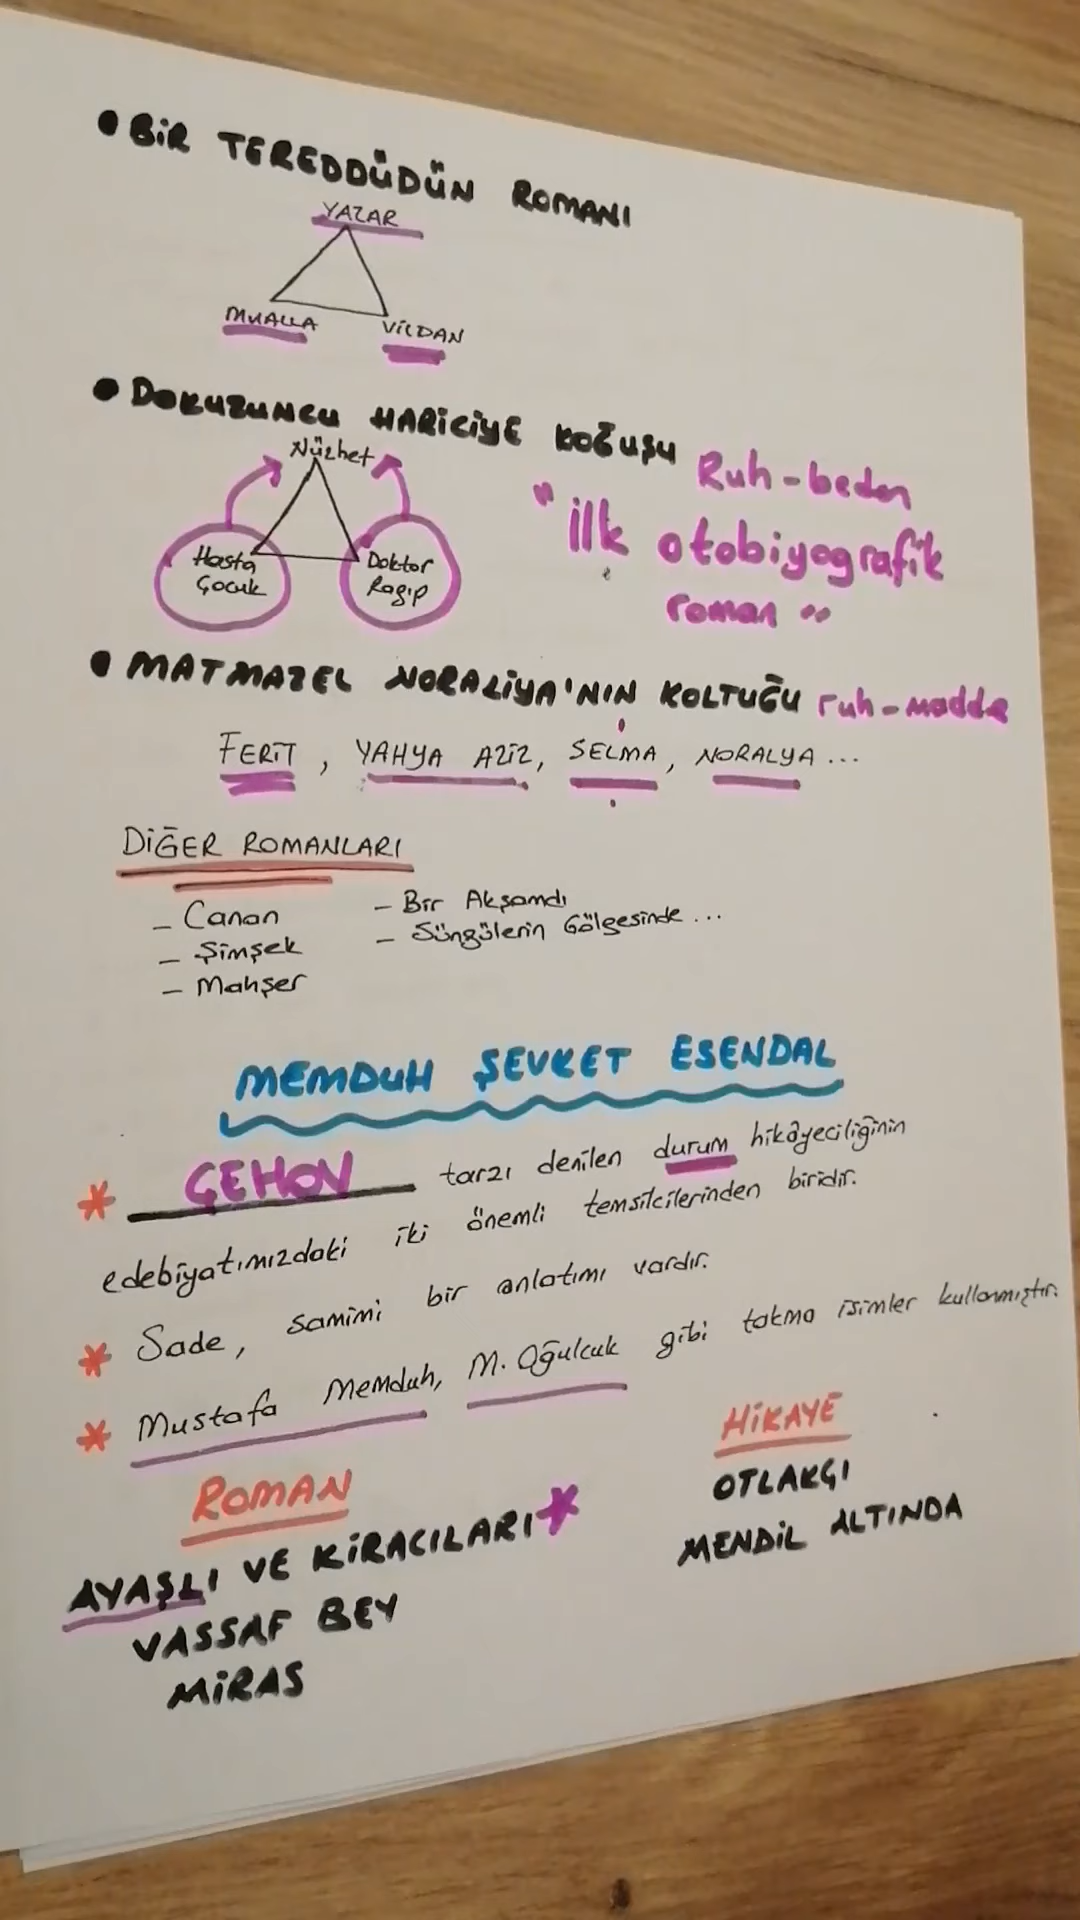 • BİR TEREDDÜDÜN ROMANI
YAZAR
MUALLA
VİLDAN
• DOKUZUNCU HARİCİYE KOĞUŞU
Ruh-beden
Nüzhet
Hasta Çocuk
Doktor Ragıp
"ilk otobiyografik
roman"
• MATMAZEL NORALİYA'NIN KOLTUĞU ruh-madde
FERİT, YAHYA AZİZ, SELMA, NORALYA...
DİĞER ROMANLARI
- Canan
- Şimşek
- Mahşer
- Bir Akşamdı
- Süngülerin Gölgesinde...
MEMDUH ŞEVKET ESENDAL
* ÇEHOV tarzı denilen durum hikâyeciliğinin
edebiyatımızdaki iki önemli temsilcilerinden biridir.
* Sade, samimi bir anlatımı vardır.
* Mustafa Memduh, M. Oğulcuk gibi takma isimler kullanmıştır.
ROMAN
AYAŞLI VE KİRACILARI*
VASSAF BEY
MİRAS
HİKAYE
OTLAKÇI
MENDİL ALTINDA